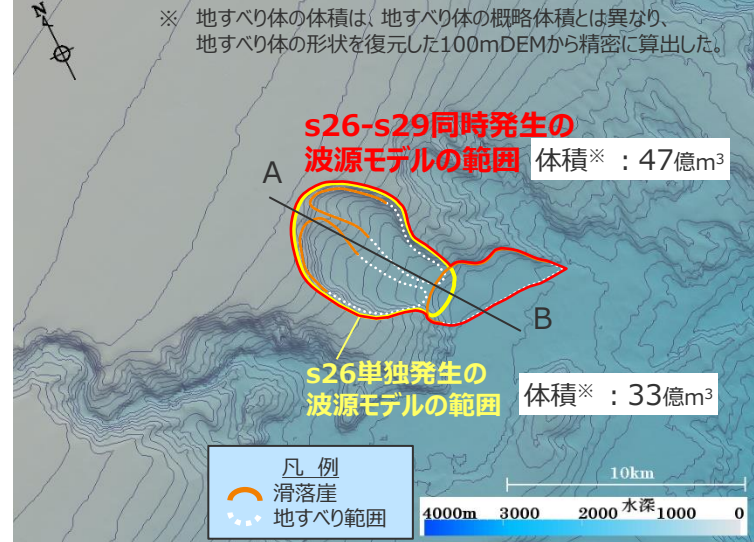 N
※ 地すべり体の体積は、地すべり体の概略体積とは異なり、
地すべり体の形状を復元した100mDEMから精密に算出した。
s26-s29同時発生の
波源モデルの範囲
体積※ ：47億m³
A
B
s26単独発生の
波源モデルの範囲
体積※ ：33億m³
凡 例
滑落崖
地すべり範囲
10km
4000m 3000 2000 水深 1000 0